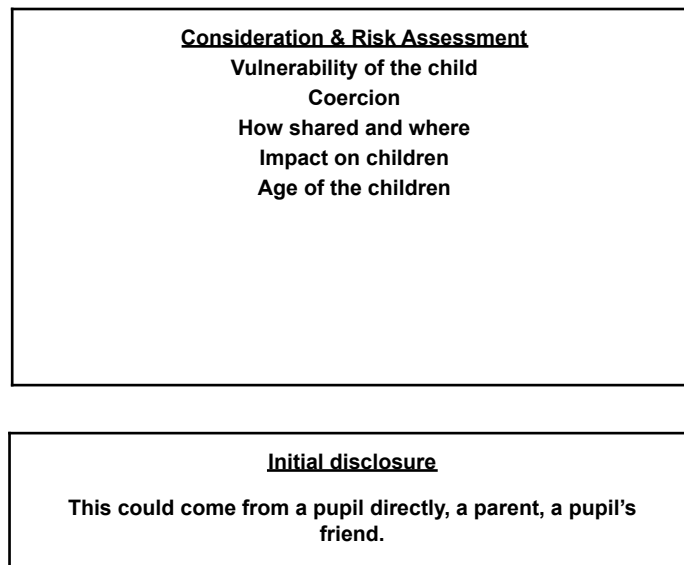 Consideration & Risk Assessment
Vulnerability of the child
Coercion
How shared and where
Impact on children
Age of the children
Initial disclosure
This could come from a pupil directly, a parent, a pupil’s
friend.